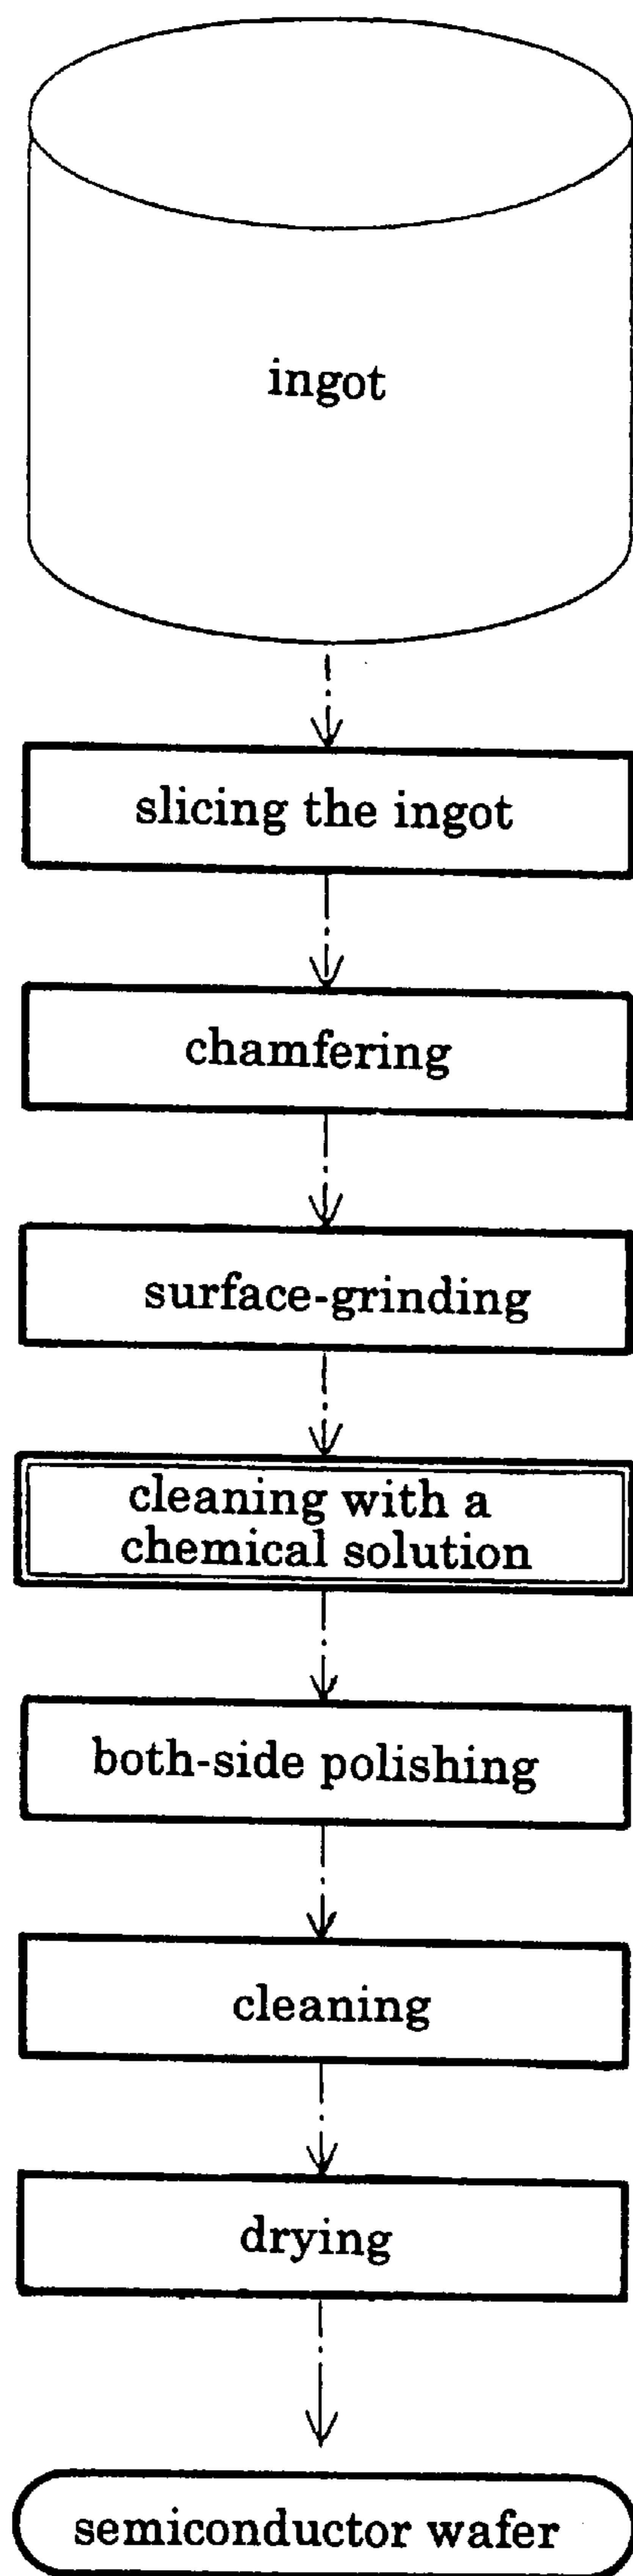 ingot
slicing the ingot
chamfering
surface-grinding
cleaning with a
chemical solution
both-side polishing
cleaning
drying
semiconductor wafer